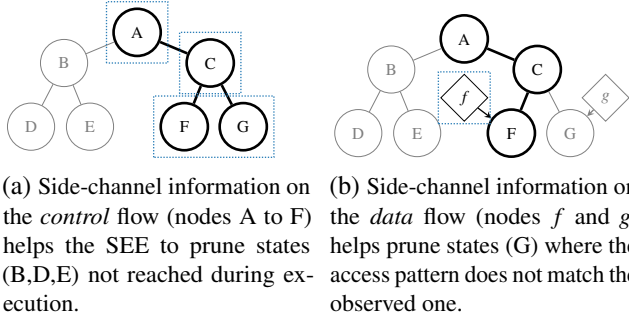 A
B
C
D
E
F
G
A
B
C
f
g
D
E
F
G
(a) Side-channel information on
the control flow (nodes A to F)
helps the SEE to prune states
(B,D,E) not reached during ex-
ecution.
(b) Side-channel information on
the data flow (nodes f and g
helps prune states (G) where the
access pattern does not match the
observed one.